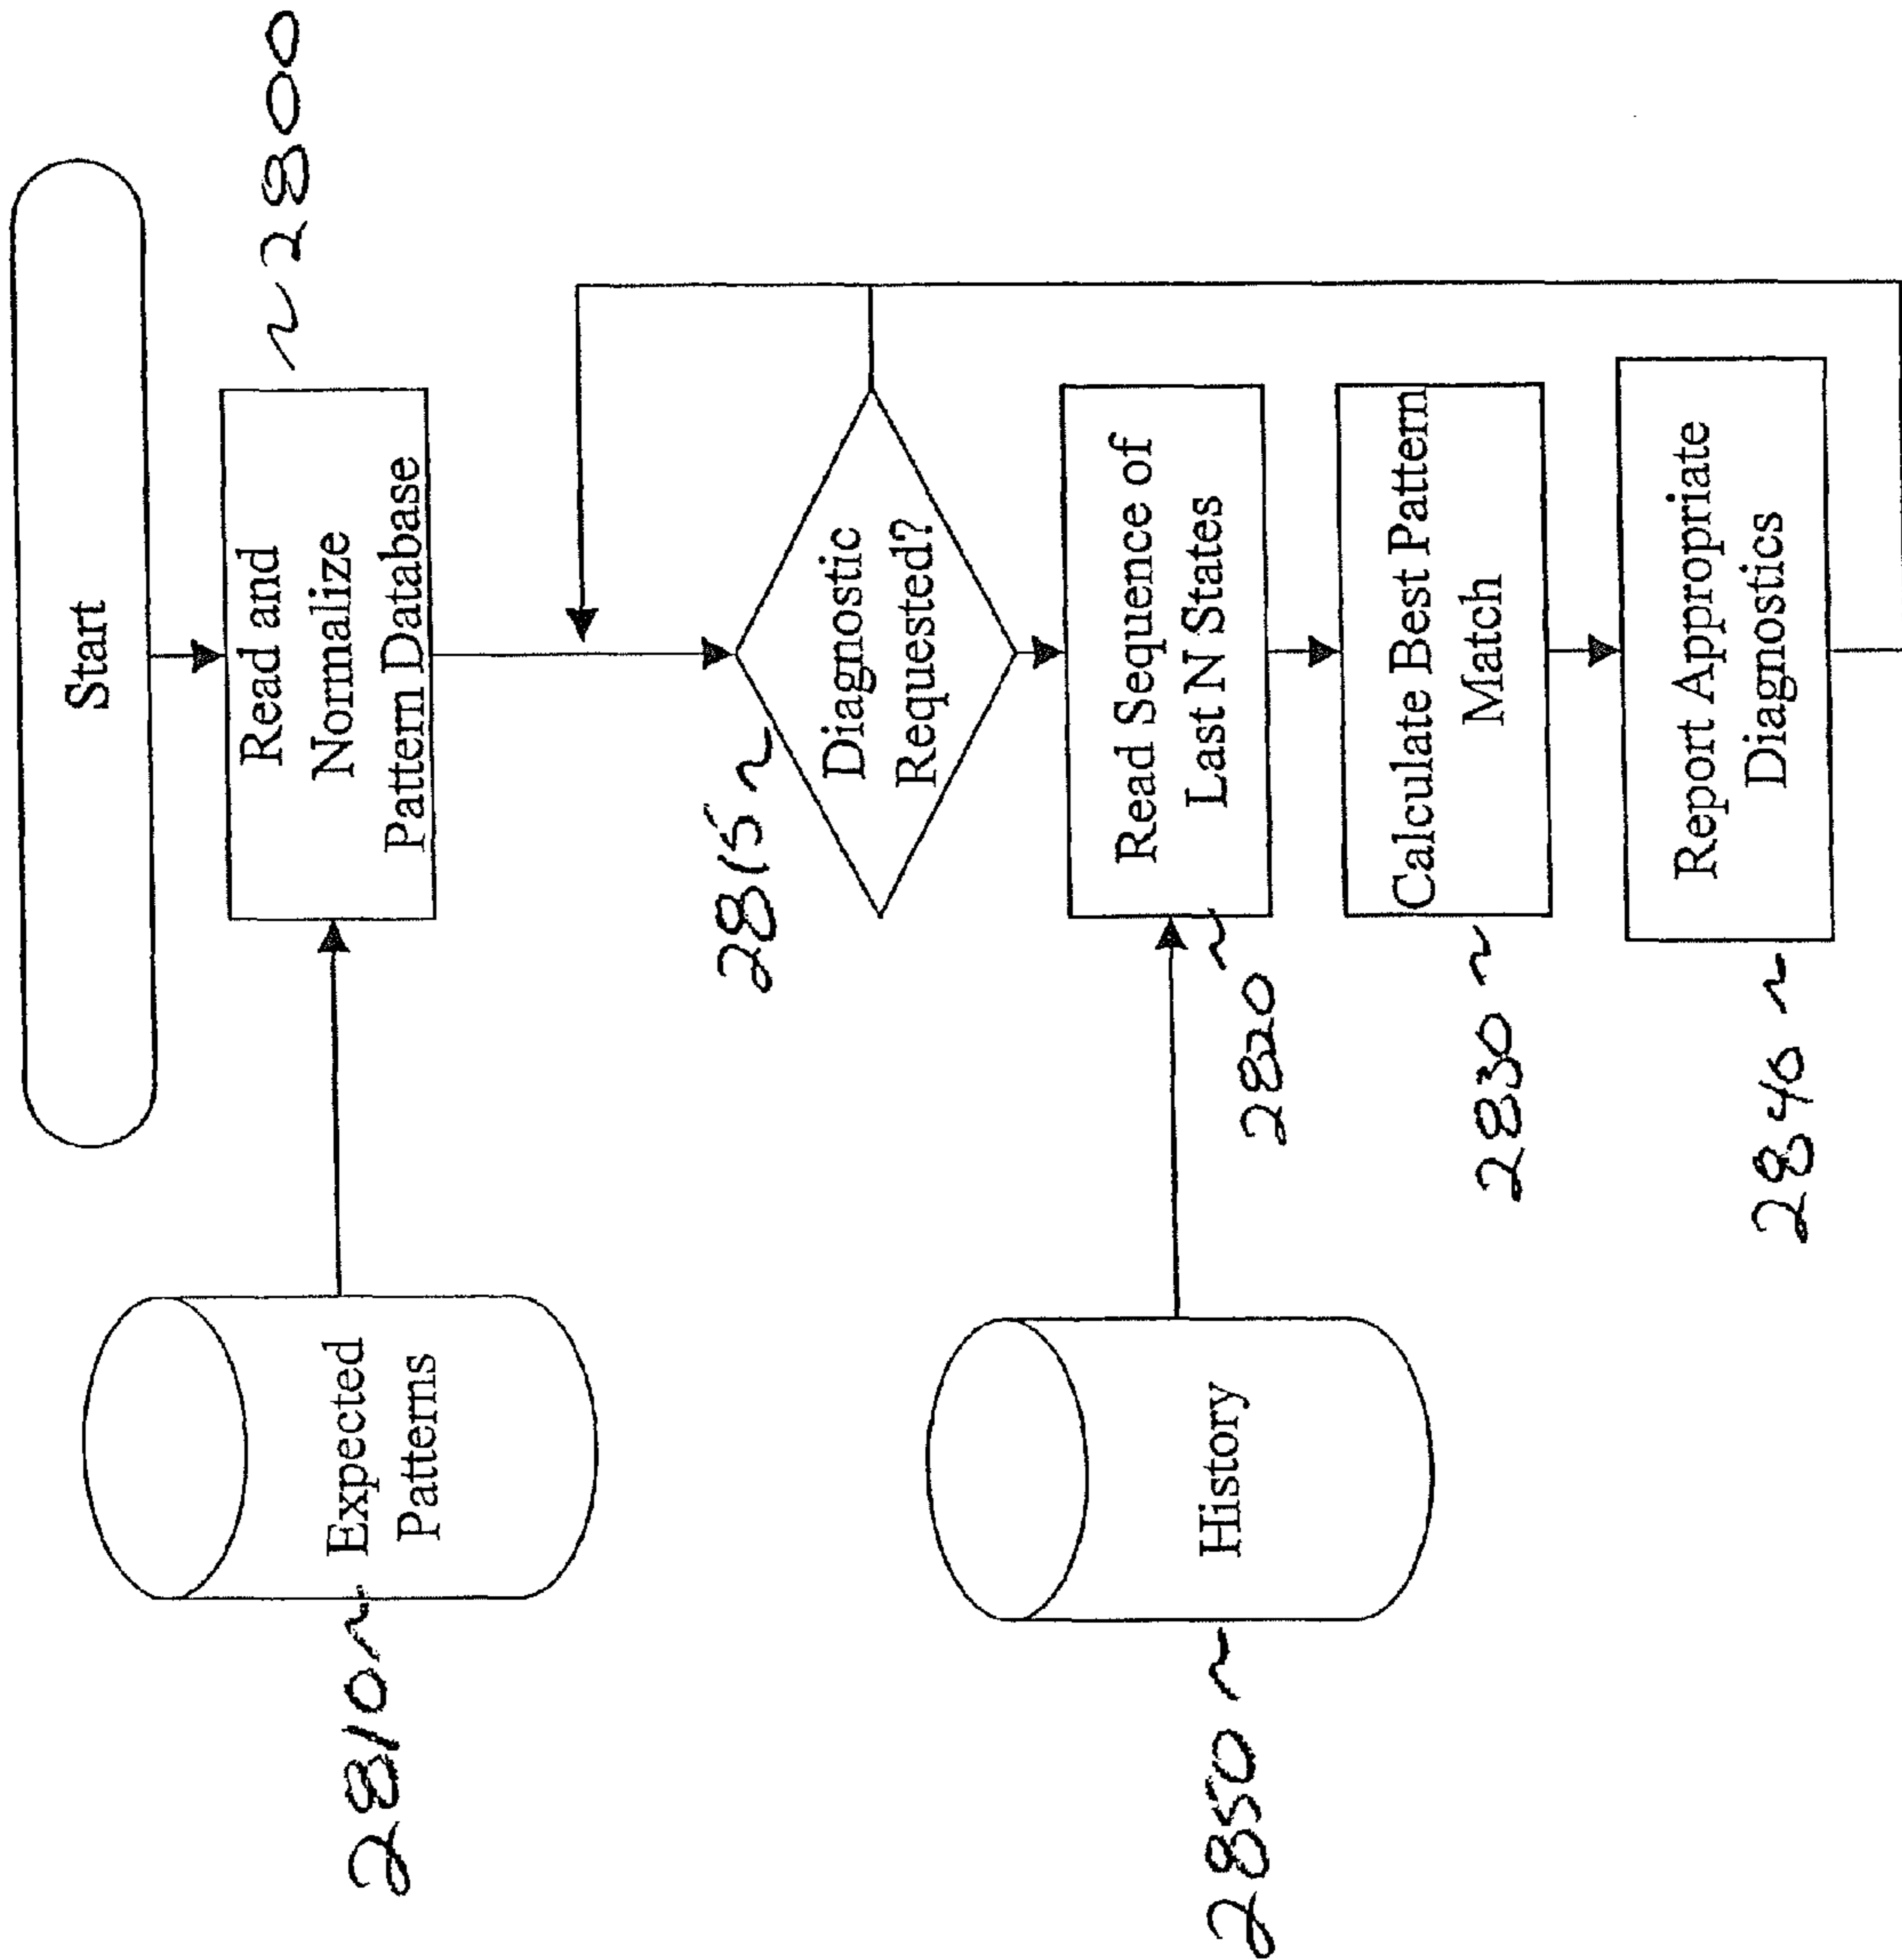 Start
Read and
Normalize
Pattern Database
~2800
Expected
Patterns
2810~
Diagnostic
Requested?
2815~
Read Sequence of
Last N States
2820~
History
2850~
Calculate Best Pattern
Match
2830~
Report Appropriate
Diagnostics
2840~